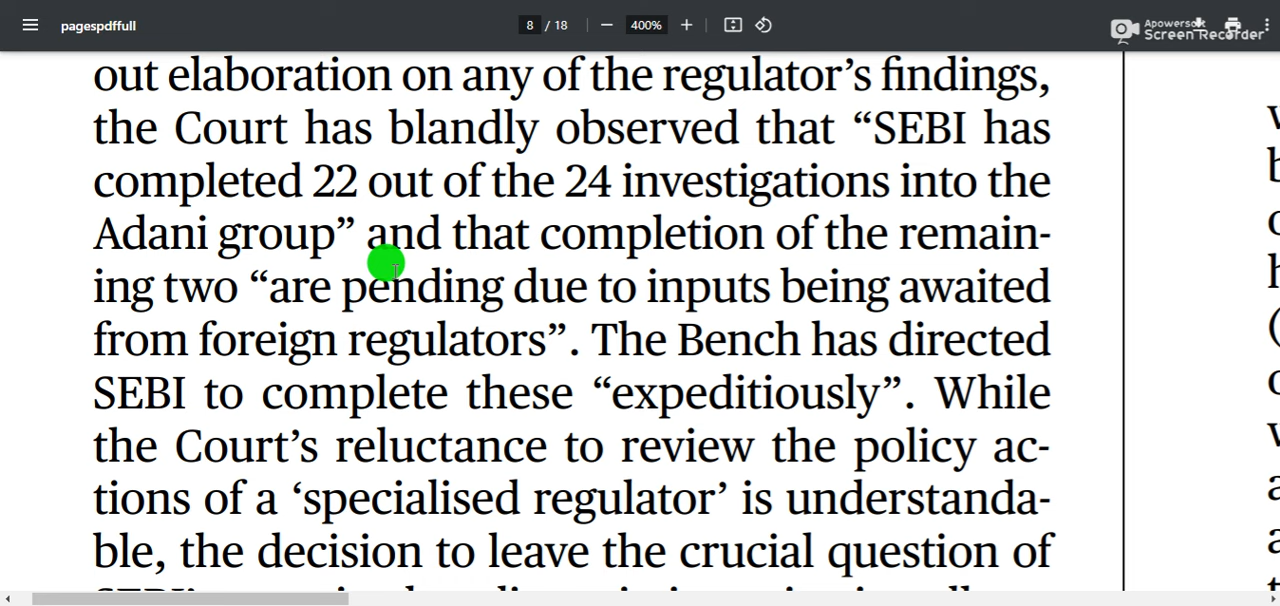 pagespdffull
8 / 18
400%
Apowersoft
Screen Recorder
out elaboration on any of the regulator's findings,
the Court has blandly observed that “SEBI has
completed 22 out of the 24 investigations into the
Adani group” and that completion of the remain-
ing two “are pending due to inputs being awaited
from foreign regulators”. The Bench has directed
SEBI to complete these “expeditiously”. While
the Court's reluctance to review the policy ac-
tions of a ‘specialised regulator’ is understanda-
ble, the decision to leave the crucial question of